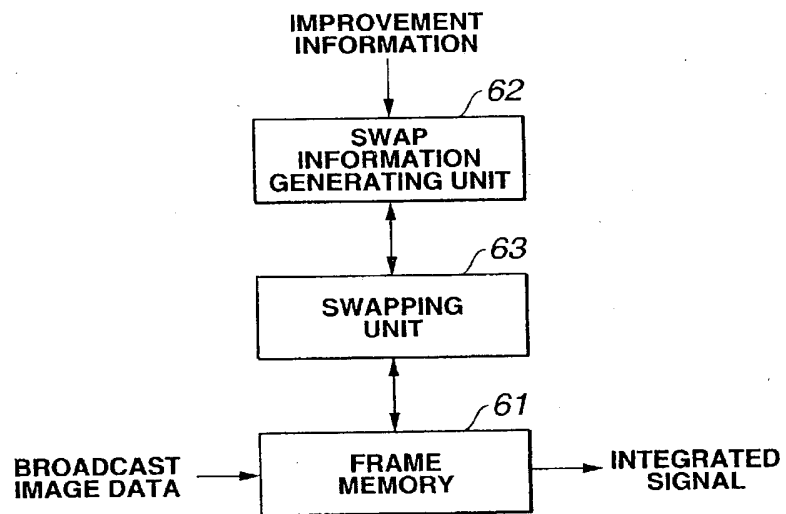 IMPROVEMENT
INFORMATION
62
SWAP
INFORMATION
GENERATING UNIT
63
SWAPPING
UNIT
61
BROADCAST
IMAGE DATA
FRAME
MEMORY
INTEGRATED
SIGNAL